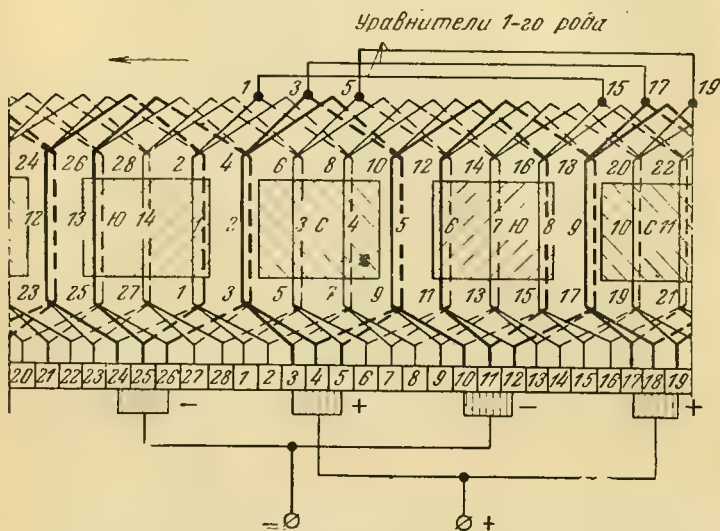 Уравнители 1-го рода
1 3 5 15 17 19
24 26 28 2 4 6 8 10 12 14 16 18 20 22
12 13 Ю 14 1 2 3 С 4 5 6 7 Ю 8 9 10 С 11
23 25 27 1 3 5 7 9 11 13 15 17 19 21
20 21 22 23 24 25 26 27 28 1 2 3 4 5 6 7 8 9 10 11 12 13 14 15 16 17 18 19
- + - +
- +